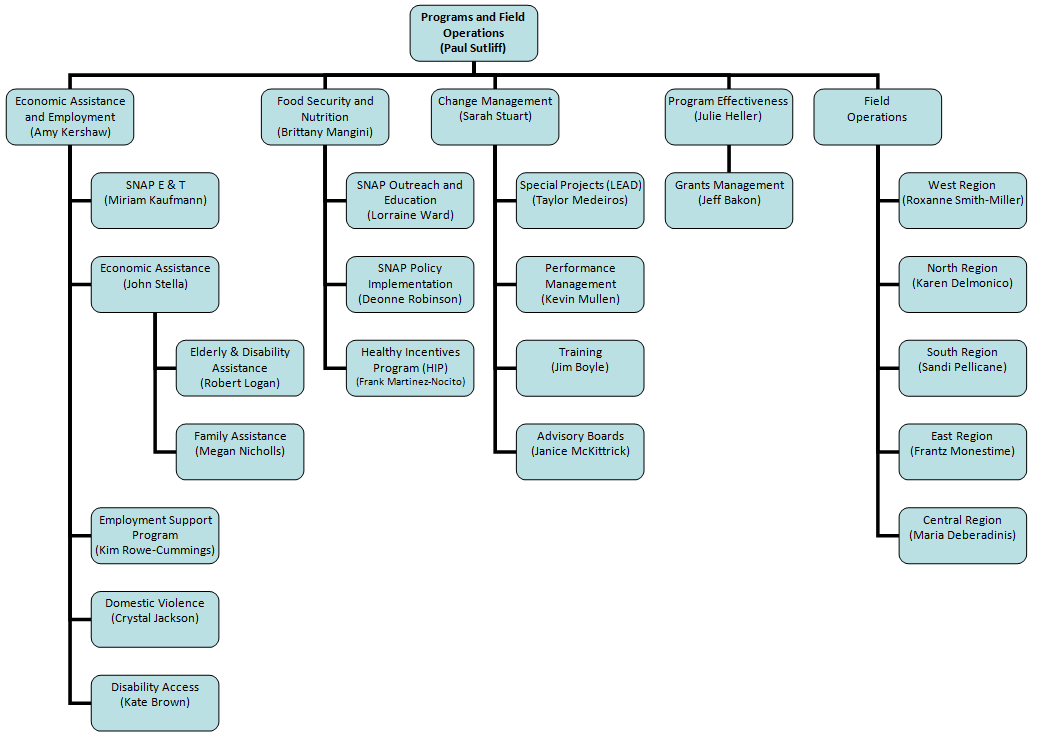 Programs and Field
Operations
(Paul Sutliff)
Economic Assistance
and Employment
(Amy Kershaw)
Food Security and
Nutrition
(Brittany Mangini)
Change Management
(Sarah Stuart)
Program Effectiveness
(Julie Heller)
Field
Operations
SNAP E & T
(Miriam Kaufmann)
Economic Assistance
(John Stella)
Elderly & Disability
Assistance
(Robert Logan)
Family Assistance
(Megan Nicholls)
Employment Support
Program
(Kim Rowe-Cummings)
Domestic Violence
(Crystal Jackson)
Disability Access
(Kate Brown)
SNAP Outreach and
Education
(Lorraine Ward)
SNAP Policy
Implementation
(Deonne Robinson)
Healthy Incentives
Program (HIP)
(Frank Martinez-Nocito)
Special Projects (LEAD)
(Taylor Medeiros)
Performance
Management
(Kevin Mullen)
Training
(Jim Boyle)
Advisory Boards
(Janice McKittrick)
Grants Management
(Jeff Bakon)
West Region
(Roxanne Smith-Miller)
North Region
(Karen Delmonico)
South Region
(Sandi Pellicane)
East Region
(Frantz Monestime)
Central Region
(Maria Deberadinis)